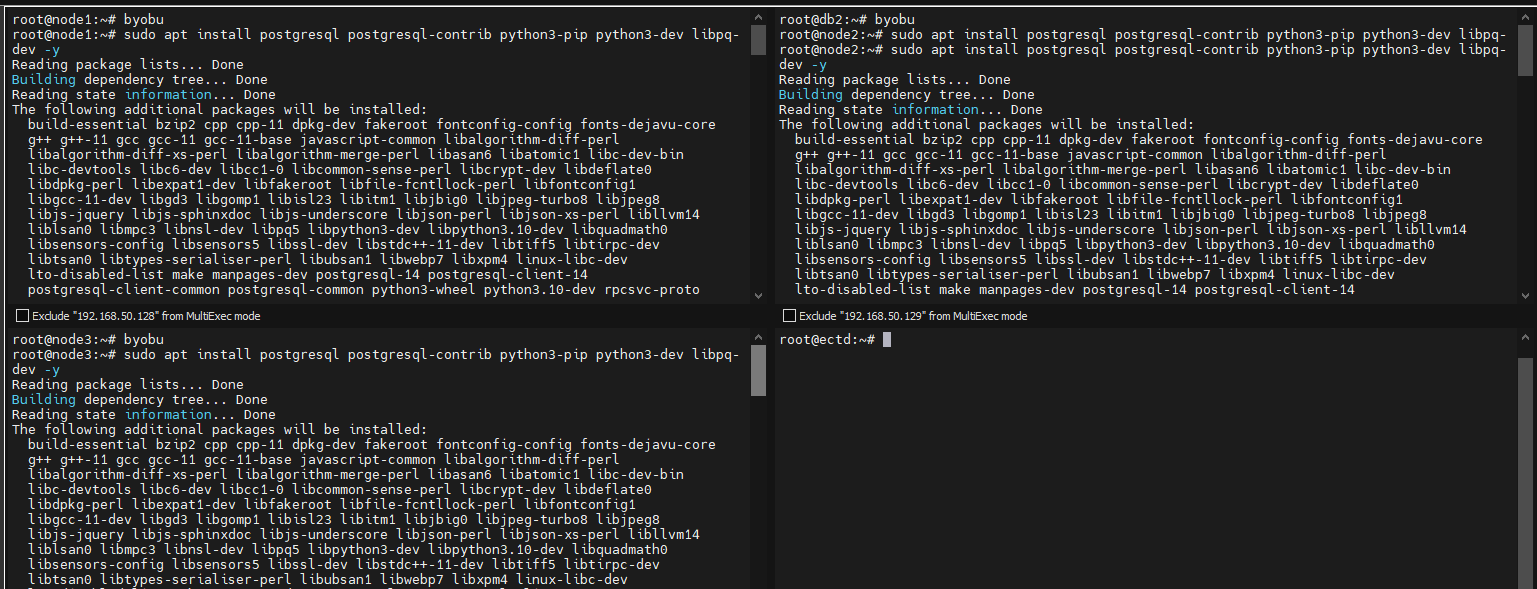 root@node1:~# byobu
root@node1:~# sudo apt install postgresql postgresql-contrib python3-pip python3-dev libpq-
dev -y
Reading package lists... Done
Building dependency tree... Done
Reading state information... Done
The following additional packages will be installed:
  build-essential bzip2 cpp cpp-11 dpkg-dev fakeroot fontconfig-config fonts-dejavu-core
  g++ g++-11 gcc gcc-11 gcc-11-base javascript-common libalgorithm-diff-perl
  libalgorithm-diff-xs-perl libalgorithm-merge-perl libasan6 libatomic1 libc-dev-bin
  libc-devtools libc6-dev libcc1-0 libcommon-sense-perl libcrypt-dev libdeflate0
  libdpkg-perl libexpat1-dev libfakeroot libfile-fcntllock-perl libfontconfig1
  libgcc-11-dev libgd3 libgomp1 libisl23 libitm1 libjbig0 libjpeg-turbo8 libjpeg8
  libjs-jquery libjs-sphinxdoc libjs-underscore libjson-perl libjson-xs-perl libllvm14
  liblsan0 libmpc3 libnsl-dev libpq5 libpython3-dev libpython3.10-dev libquadmath0
  libsensors-config libsensors5 libssl-dev libstdc++-11-dev libtiff5 libtirpc-dev
  libtsan0 libtypes-serialiser-perl libubsan1 libwebp7 libxpm4 linux-libc-dev
  lto-disabled-list make manpages-dev postgresql-14 postgresql-client-14
  postgresql-client-common postgresql-common python3-wheel python3.10-dev rpcsvc-proto
Exclude "192.168.50.128" from MultiExec mode
root@db2:~# byobu
root@node2:~# sudo apt install postgresql postgresql-contrib python3-pip python3-dev libpq-
root@node2:~# sudo apt install postgresql postgresql-contrib python3-pip python3-dev libpq-
dev -y
Reading package lists... Done
Building dependency tree... Done
Reading state information... Done
The following additional packages will be installed:
  build-essential bzip2 cpp cpp-11 dpkg-dev fakeroot fontconfig-config fonts-dejavu-core
  g++ g++-11 gcc gcc-11 gcc-11-base javascript-common libalgorithm-diff-perl
  libalgorithm-diff-xs-perl libalgorithm-merge-perl libasan6 libatomic1 libc-dev-bin
  libc-devtools libc6-dev libcc1-0 libcommon-sense-perl libcrypt-dev libdeflate0
  libdpkg-perl libexpat1-dev libfakeroot libfile-fcntllock-perl libfontconfig1
  libgcc-11-dev libgd3 libgomp1 libisl23 libitm1 libjbig0 libjpeg-turbo8 libjpeg8
  libjs-jquery libjs-sphinxdoc libjs-underscore libjson-perl libjson-xs-perl libllvm14
  liblsan0 libmpc3 libnsl-dev libpq5 libpython3-dev libpython3.10-dev libquadmath0
  libsensors-config libsensors5 libssl-dev libstdc++-11-dev libtiff5 libtirpc-dev
  libtsan0 libtypes-serialiser-perl libubsan1 libwebp7 libxpm4 linux-libc-dev
  lto-disabled-list make manpages-dev postgresql-14 postgresql-client-14
Exclude "192.168.50.129" from MultiExec mode
root@node3:~# byobu
root@node3:~# sudo apt install postgresql postgresql-contrib python3-pip python3-dev libpq-
dev -y
Reading package lists... Done
Building dependency tree... Done
Reading state information... Done
The following additional packages will be installed:
  build-essential bzip2 cpp cpp-11 dpkg-dev fakeroot fontconfig-config fonts-dejavu-core
  g++ g++-11 gcc gcc-11 gcc-11-base javascript-common libalgorithm-diff-perl
  libalgorithm-diff-xs-perl libalgorithm-merge-perl libasan6 libatomic1 libc-dev-bin
  libc-devtools libc6-dev libcc1-0 libcommon-sense-perl libcrypt-dev libdeflate0
  libdpkg-perl libexpat1-dev libfakeroot libfile-fcntllock-perl libfontconfig1
  libgcc-11-dev libgd3 libgomp1 libisl23 libitm1 libjbig0 libjpeg-turbo8 libjpeg8
  libjs-jquery libjs-sphinxdoc libjs-underscore libjson-perl libjson-xs-perl libllvm14
  liblsan0 libmpc3 libnsl-dev libpq5 libpython3-dev libpython3.10-dev libquadmath0
  libsensors-config libsensors5 libssl-dev libstdc++-11-dev libtiff5 libtirpc-dev
  libtsan0 libtypes-serialiser-perl libubsan1 libwebp7 libxpm4 linux-libc-dev
root@ectd:~#